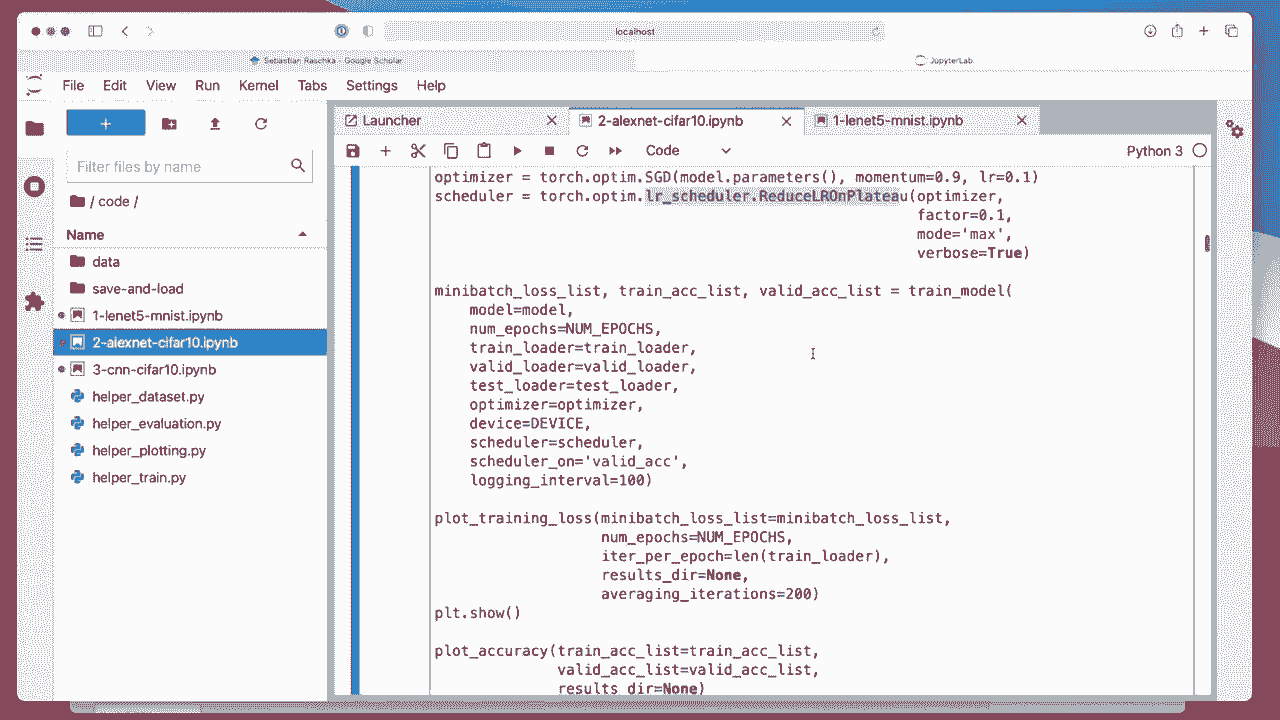 localhost
Sebastian Raschka - Google Scholar
JupyterLab
File Edit View Run Kernel Tabs Settings Help
Launcher
2-alexnet-cifar10.ipynb
1-lenet5-mnist.ipynb
Code
Python 3
Filter files by name
/ code /
Name
data
save-and-load
1-lenet5-mnist.ipynb
2-alexnet-cifar10.ipynb
3-cnn-cifar10.ipynb
helper_dataset.py
helper_evaluation.py
helper_plotting.py
helper_train.py
optimizer = torch.optim.SGD(model.parameters(), momentum=0.9, lr=0.1)
scheduler = torch.optim.lr_scheduler.ReduceLROnPlateau(optimizer,
factor=0.1,
mode='max',
verbose=True)
minibatch_loss_list, train_acc_list, valid_acc_list = train_model(
model=model,
num_epochs=NUM_EPOCHS,
train_loader=train_loader,
valid_loader=valid_loader,
test_loader=test_loader,
optimizer=optimizer,
device=DEVICE,
scheduler=scheduler,
scheduler_on='valid_acc',
logging_interval=100)
plot_training_loss(minibatch_loss_list=minibatch_loss_list,
num_epochs=NUM_EPOCHS,
iter_per_epoch=len(train_loader),
results_dir=None,
averaging_iterations=200)
plt.show()
plot_accuracy(train_acc_list=train_acc_list,
valid_acc_list=valid_acc_list,
results_dir=None)